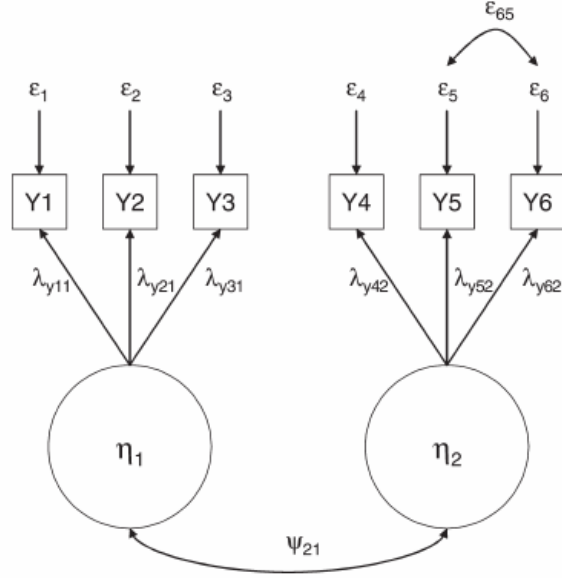 ε₆₅
ε₁ ε₂ ε₃ ε₄ ε₅ ε₆
Y1 Y2 Y3 Y4 Y5 Y6
λy11 λy21 λy31 λy42 λy52 λy62
η₁ η₂
ψ₂₁